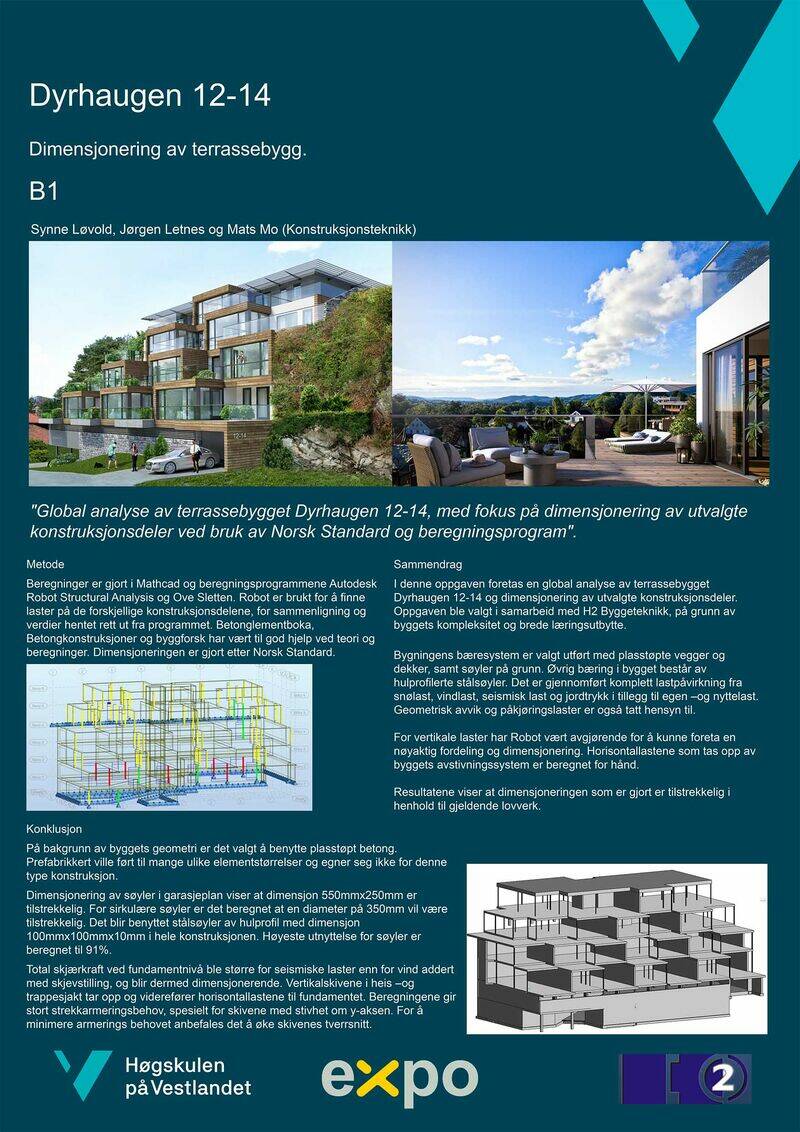 Dyrhaugen 12-14
Dimensjonering av terrassebygg.
B1
Synne Løvold, Jørgen Letnes og Mats Mo (Konstruksjonsteknikk)
12-14
"Global analyse av terrassebygget Dyrhaugen 12-14, med fokus på dimensjonering av utvalgte
konstruksjonsdeler ved bruk av Norsk Standard og beregningsprogram".
Metode
Beregninger er gjort i Mathcad og beregningsprogrammene Autodesk
Robot Structural Analysis og Ove Sletten. Robot er brukt for å finne
laster på de forskjellige konstruksjonsdelene, for sammenligning og
verdier hentet rett ut fra programmet. Betonglementboka,
Betongkonstruksjoner og byggforsk har vært til god hjelp ved teori og
beregninger. Dimensjoneringen er gjort etter Norsk Standard.
Konklusjon
På bakgrunn av byggets geometri er det valgt å benytte plasstøpt betong.
Prefabrikkert ville ført til mange ulike elementstørrelser og egner seg ikke for denne
type konstruksjon.
Dimensjonering av søyler i garasjeplan viser at dimensjon 550mmx250mm er
tilstrekkelig. For sirkulære søyler er det beregnet at en diameter på 350mm vil være
tilstrekkelig. Det blir benyttet stålsøyler av hulprofil med dimensjon
100mmx100mmx10mm i hele konstruksjonen. Høyeste utnyttelse for søyler er
beregnet til 91%.
Total skjærkraft ved fundamentnivå ble større for seismiske laster enn for vind addert
med skjevstilling, og blir dermed dimensjonerende. Vertikalskivene i heis –og
trappesjakt tar opp og viderefører horisontallastene til fundamentet. Beregningene gir
stort strekkarmeringsbehov, spesielt for skivene med stivhet om y-aksen. For å
minimere armerings behovet anbefales det å øke skivenes tverrsnitt.
Sammendrag
I denne oppgaven foretas en global analyse av terrassebygget
Dyrhaugen 12-14 og dimensjonering av utvalgte konstruksjonsdeler.
Oppgaven ble valgt i samarbeid med H2 Byggeteknikk, på grunn av
byggets kompleksitet og brede læringsutbytte.
Bygningens bæresystem er valgt utført med plasstøpte vegger og
dekker, samt søyler på grunn. Øvrig bæring i bygget består av
hulprofilerte stålsøyler. Det er gjennomført komplett lastpåvirkning fra
snølast, vindlast, seismisk last og jordtrykk i tillegg til egen –og nyttelast.
Geometrisk avvik og påkjøringslaster er også tatt hensyn til.
For vertikale laster har Robot vært avgjørende for å kunne foreta en
nøyaktig fordeling og dimensjonering. Horisontallastene som tas opp av
byggets avstivningssystem er beregnet for hånd.
Resultatene viser at dimensjoneringen som er gjort er tilstrekkelig i
henhold til gjeldende lovverk.
Høgskulen
på Vestlandet
expo
2